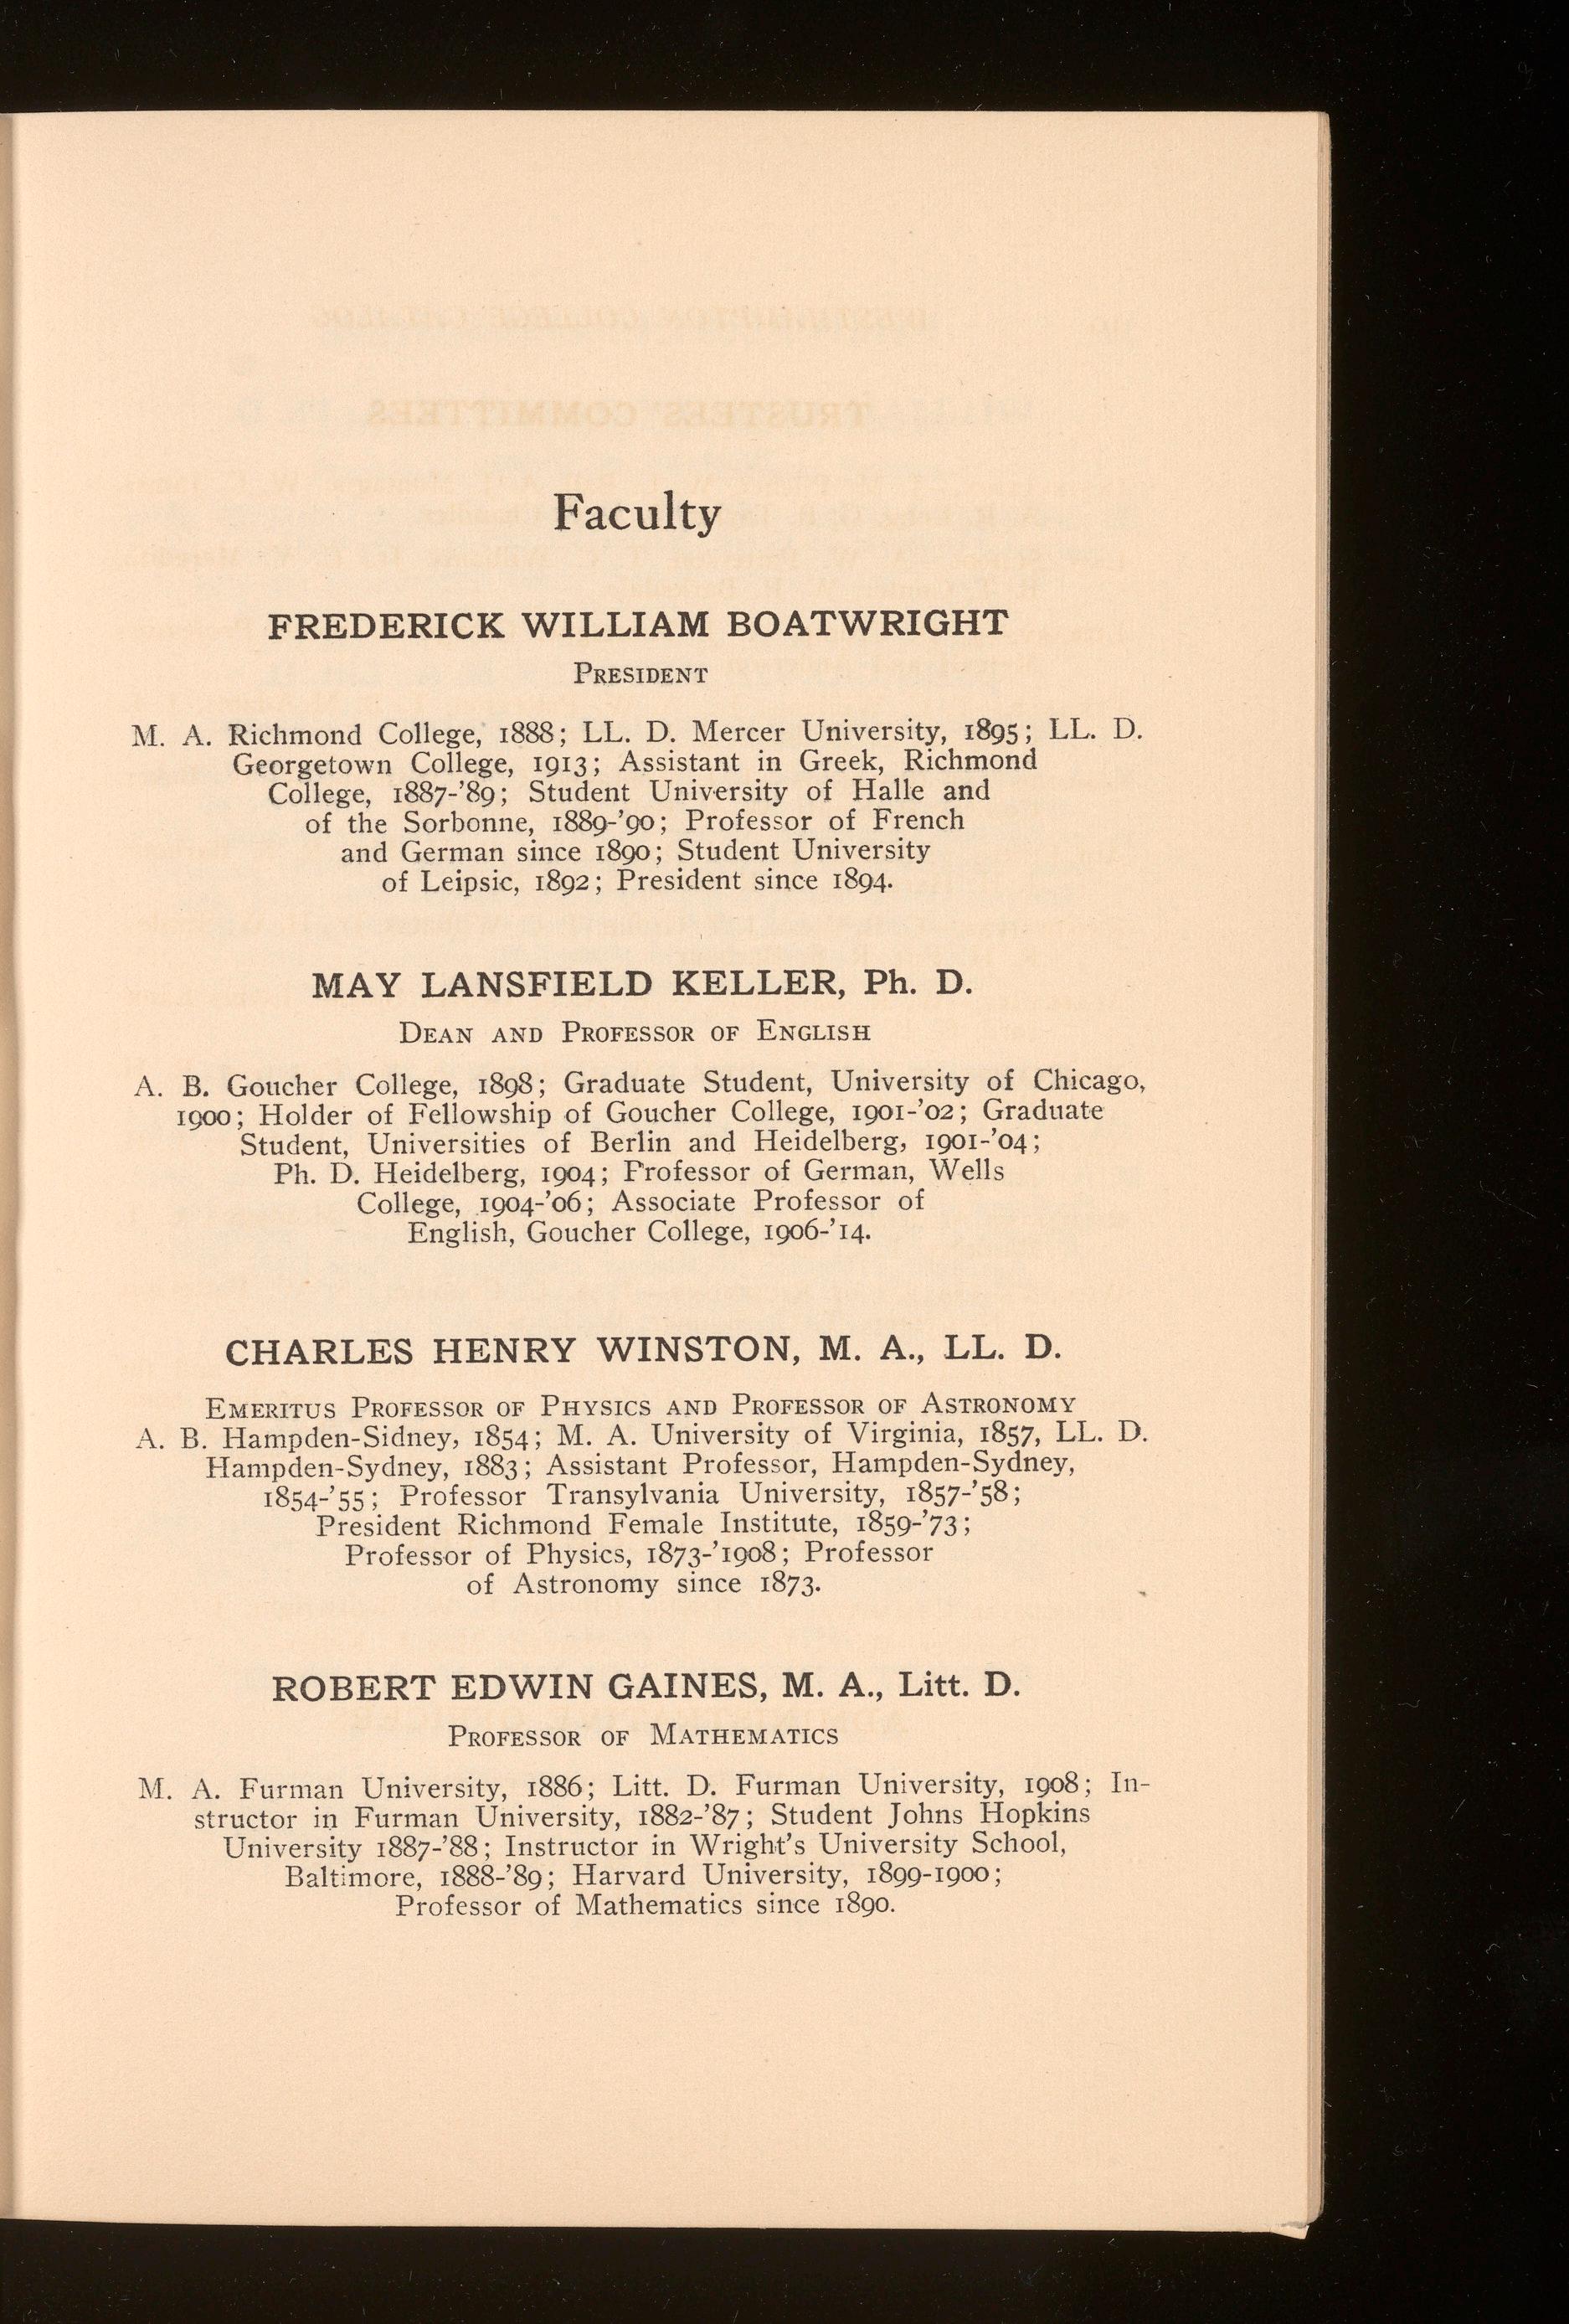 Faculty
FREDERICK WILLIAM BOATWRIGHT
PRESIDENT
M. A. Richmond College, 1888; LL. D. Mercer University, 1895; LL. D.
Georgetown College, 1913; Assistant in Greek, Richmond
College, 1887-'89; Student University of Halle and
of the Sorbonne, 1889-'90; Professor of French
and German since 1890; Student University
of Leipsic, 1892; President since 1894.
MAY LANSFIELD KELLER, Ph. D.
DEAN AND PROFESSOR OF ENGLISH
A. B. Goucher College, 1898; Graduate Student, University of Chicago,
1900; Holder of Fellowship of Goucher College, 1901-'02; Graduate
Student, Universities of Berlin and Heidelberg, 1901-'04;
Ph. D. Heidelberg, 1904; Professor of German, Wells
College, 1904-'06; Associate Professor of
English, Goucher College, 1906-'14.
CHARLES HENRY WINSTON, M. A., LL. D.
EMERITUS PROFESSOR OF PHYSICS AND PROFESSOR OF ASTRONOMY
A. B. Hampden-Sidney, 1854; M. A. University of Virginia, 1857, LL. D.
Hampden-Sydney, 1883; Assistant Professor, Hampden-Sydney,
1854-'55; Professor Transylvania University, 1857-'58;
President Richmond Female Institute, 1859-'73;
Professor of Physics, 1873-'1908; Professor
of Astronomy since 1873.
ROBERT EDWIN GAINES, M. A., Litt. D.
PROFESSOR OF MATHEMATICS
M. A. Furman University, 1886; Litt. D. Furman University, 1908; In-
structor in Furman University, 1882-'87; Student Johns Hopkins
University 1887-'88; Instructor in Wright's University School,
Baltimore, 1888-'89; Harvard University, 1899-1900;
Professor of Mathematics since 1890.